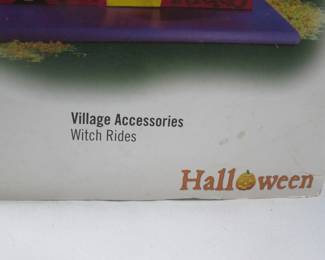 Village Accessories
Witch Rides
Halloween